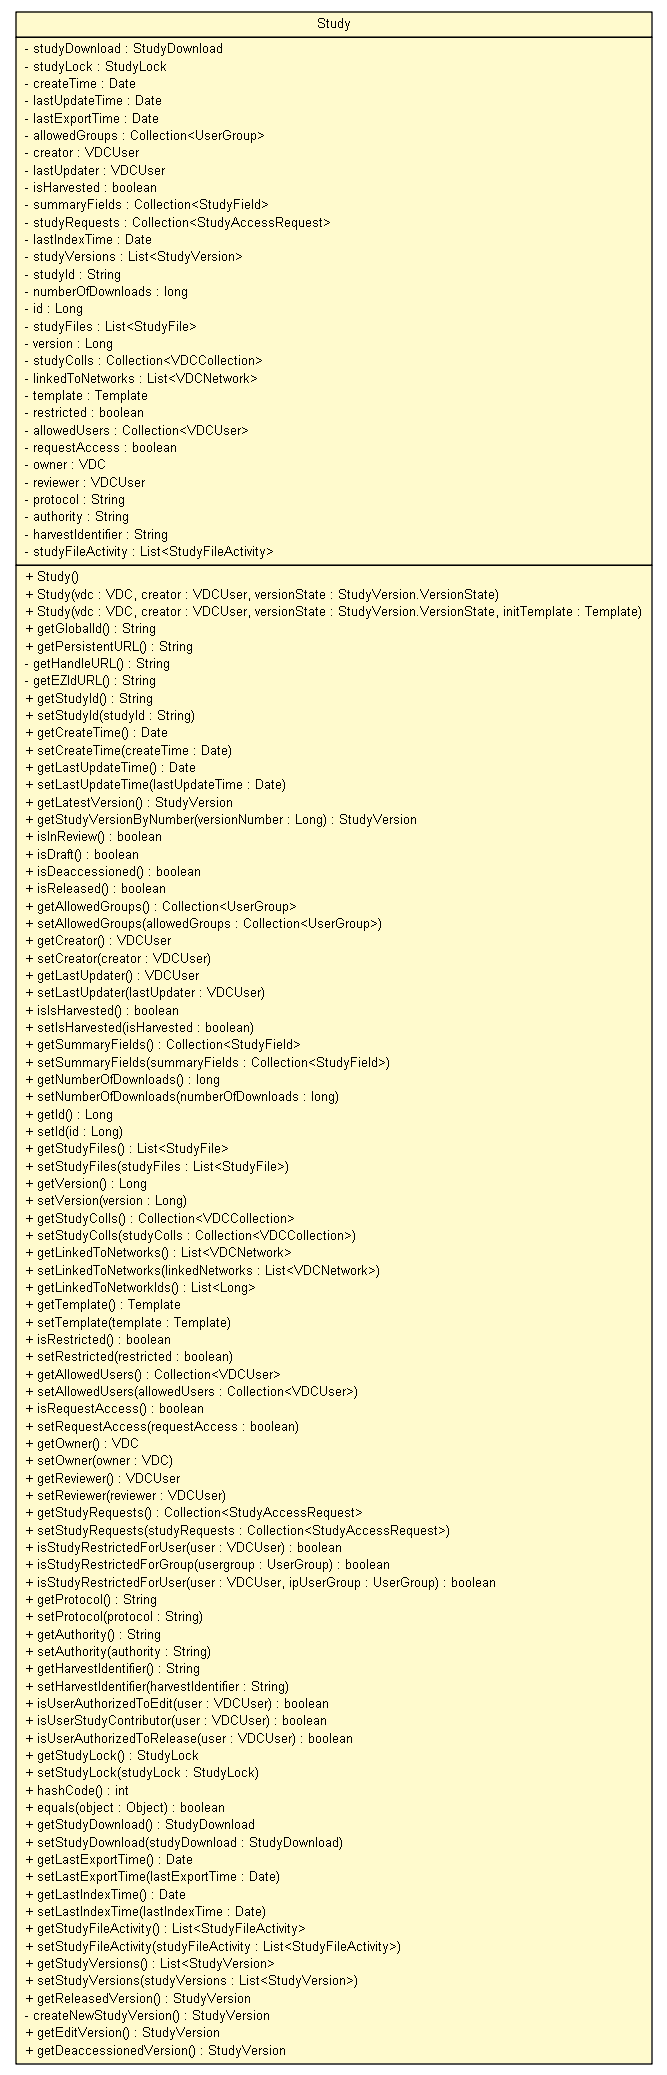 Study
- studyDownload : StudyDownload
- studyLock : StudyLock
- createTime : Date
- lastUpdateTime : Date
- lastExportTime : Date
- allowedGroups : Collection<UserGroup>
- creator : VDCUser
- lastUpdater : VDCUser
- isHarvested : boolean
- summaryFields : Collection<StudyField>
- studyRequests : Collection<StudyAccessRequest>
- lastIndexTime : Date
- studyVersions : List<StudyVersion>
- studyId : String
- numberOfDownloads : long
- id : Long
- studyFiles : List<StudyFile>
- version : Long
- studyColls : Collection<VDCCollection>
- linkedToNetworks : List<VDCNetwork>
- template : Template
- restricted : boolean
- allowedUsers : Collection<VDCUser>
- requestAccess : boolean
- owner : VDC
- reviewer : VDCUser
- protocol : String
- authority : String
- harvestIdentifier : String
- studyFileActivity : List<StudyFileActivity>
+ Study()
+ Study(vdc : VDC, creator : VDCUser, versionState : StudyVersion.VersionState)
+ Study(vdc : VDC, creator : VDCUser, versionState : StudyVersion.VersionState, initTemplate : Template)
+ getGlobalId() : String
+ getPersistentURL() : String
- getHandleURL() : String
- getEZIdURL() : String
+ getStudyId() : String
+ setStudyId(studyId : String)
+ getCreateTime() : Date
+ setCreateTime(createTime : Date)
+ getLastUpdateTime() : Date
+ setLastUpdateTime(lastUpdateTime : Date)
+ getLatestVersion() : StudyVersion
+ getStudyVersionByNumber(versionNumber : Long) : StudyVersion
+ isInReview() : boolean
+ isDraft() : boolean
+ isDeaccessioned() : boolean
+ isReleased() : boolean
+ getAllowedGroups() : Collection<UserGroup>
+ setAllowedGroups(allowedGroups : Collection<UserGroup>)
+ getCreator() : VDCUser
+ setCreator(creator : VDCUser)
+ getLastUpdater() : VDCUser
+ setLastUpdater(lastUpdater : VDCUser)
+ isIsHarvested() : boolean
+ setIsHarvested(isHarvested : boolean)
+ getSummaryFields() : Collection<StudyField>
+ setSummaryFields(summaryFields : Collection<StudyField>)
+ getNumberOfDownloads() : long
+ setNumberOfDownloads(numberOfDownloads : long)
+ getId() : Long
+ setId(id : Long)
+ getStudyFiles() : List<StudyFile>
+ setStudyFiles(studyFiles : List<StudyFile>)
+ getVersion() : Long
+ setVersion(version : Long)
+ getStudyColls() : Collection<VDCCollection>
+ setStudyColls(studyColls : Collection<VDCCollection>)
+ getLinkedToNetworks() : List<VDCNetwork>
+ setLinkedToNetworks(linkedNetworks : List<VDCNetwork>)
+ getLinkedToNetworkIds() : List<Long>
+ getTemplate() : Template
+ setTemplate(template : Template)
+ isRestricted() : boolean
+ setRestricted(restricted : boolean)
+ getAllowedUsers() : Collection<VDCUser>
+ setAllowedUsers(allowedUsers : Collection<VDCUser>)
+ isRequestAccess() : boolean
+ setRequestAccess(requestAccess : boolean)
+ getOwner() : VDC
+ setOwner(owner : VDC)
+ getReviewer() : VDCUser
+ setReviewer(reviewer : VDCUser)
+ getStudyRequests() : Collection<StudyAccessRequest>
+ setStudyRequests(studyRequests : Collection<StudyAccessRequest>)
+ isStudyRestrictedForUser(user : VDCUser) : boolean
+ isStudyRestrictedForGroup(usergroup : UserGroup) : boolean
+ isStudyRestrictedForUser(user : VDCUser, ipUserGroup : UserGroup) : boolean
+ getProtocol() : String
+ setProtocol(protocol : String)
+ getAuthority() : String
+ setAuthority(authority : String)
+ getHarvestIdentifier() : String
+ setHarvestIdentifier(harvestIdentifier : String)
+ isUserAuthorizedToEdit(user : VDCUser) : boolean
+ isUserStudyContributor(user : VDCUser) : boolean
+ isUserAuthorizedToRelease(user : VDCUser) : boolean
+ getStudyLock() : StudyLock
+ setStudyLock(studyLock : StudyLock)
+ hashCode() : int
+ equals(object : Object) : boolean
+ getStudyDownload() : StudyDownload
+ setStudyDownload(studyDownload : StudyDownload)
+ getLastExportTime() : Date
+ setLastExportTime(lastExportTime : Date)
+ getLastIndexTime() : Date
+ setLastIndexTime(lastIndexTime : Date)
+ getStudyFileActivity() : List<StudyFileActivity>
+ setStudyFileActivity(studyFileActivity : List<StudyFileActivity>)
+ getStudyVersions() : List<StudyVersion>
+ setStudyVersions(studyVersions : List<StudyVersion>)
+ getReleasedVersion() : StudyVersion
- createNewStudyVersion() : StudyVersion
+ getEditVersion() : StudyVersion
+ getDeaccessionedVersion() : StudyVersion